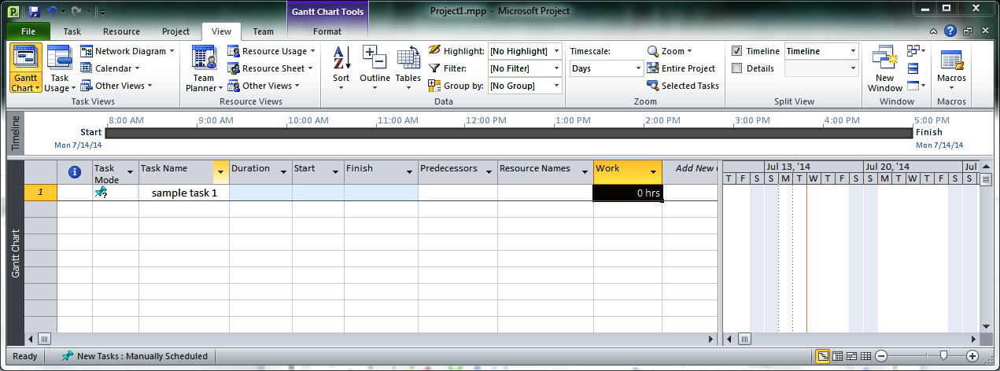 Gantt Chart Tools
Project1.mpp - Microsoft Project
File Task Resource Project View Team Format
Gantt Chart
Task Usage
Network Diagram
Calendar
Other Views
Task Views
Team Planner
Resource Usage
Resource Sheet
Other Views
Resource Views
Sort
Outline
Tables
Highlight: [No Highlight]
Filter: [No Filter]
Group by: [No Group]
Data
Timescale:
Days
Zoom
Entire Project
Selected Tasks
Zoom
Timeline Timeline
Details
Split View
New Window
Window
Macros
Macros
Timeline
8:00 AM 9:00 AM 10:00 AM 11:00 AM 12:00 PM 1:00 PM 2:00 PM 3:00 PM 4:00 PM 5:00 PM
Start
Mon 7/14/14
Finish
Mon 7/14/14
Gantt Chart
Task Mode Task Name Duration Start Finish Predecessors Resource Names Work Add New C
Jul 13, '14 Jul 20, '14 Jul
T F S S M T W T F S S M T W T F S S
1 sample task 1 0 hrs
Ready New Tasks : Manually Scheduled